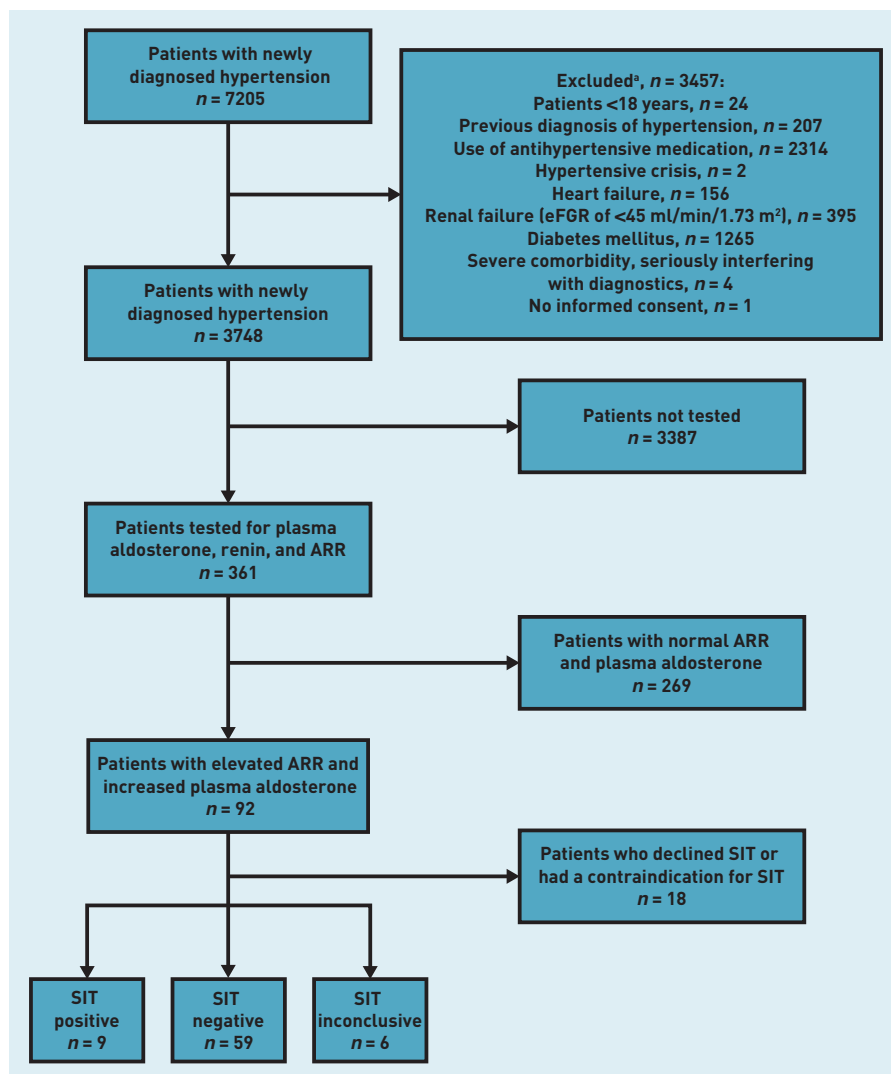 Patients with newly
diagnosed hypertension
n = 7205
Excludedᵃ, n = 3457:
Patients <18 years, n = 24
Previous diagnosis of hypertension, n = 207
Use of antihypertensive medication, n = 2314
Hypertensive crisis, n = 2
Heart failure, n = 156
Renal failure (eFGR of <45 ml/min/1.73 m²), n = 395
Diabetes mellitus, n = 1265
Severe comorbidity, seriously interfering
with diagnostics, n = 4
No informed consent, n = 1
Patients with newly
diagnosed hypertension
n = 3748
Patients not tested
n = 3387
Patients tested for plasma
aldosterone, renin, and ARR
n = 361
Patients with normal ARR
and plasma aldosterone
n = 269
Patients with elevated ARR and
increased plasma aldosterone
n = 92
Patients who declined SIT or
had a contraindication for SIT
n = 18
SIT
positive
n = 9
SIT
negative
n = 59
SIT
inconclusive
n = 6